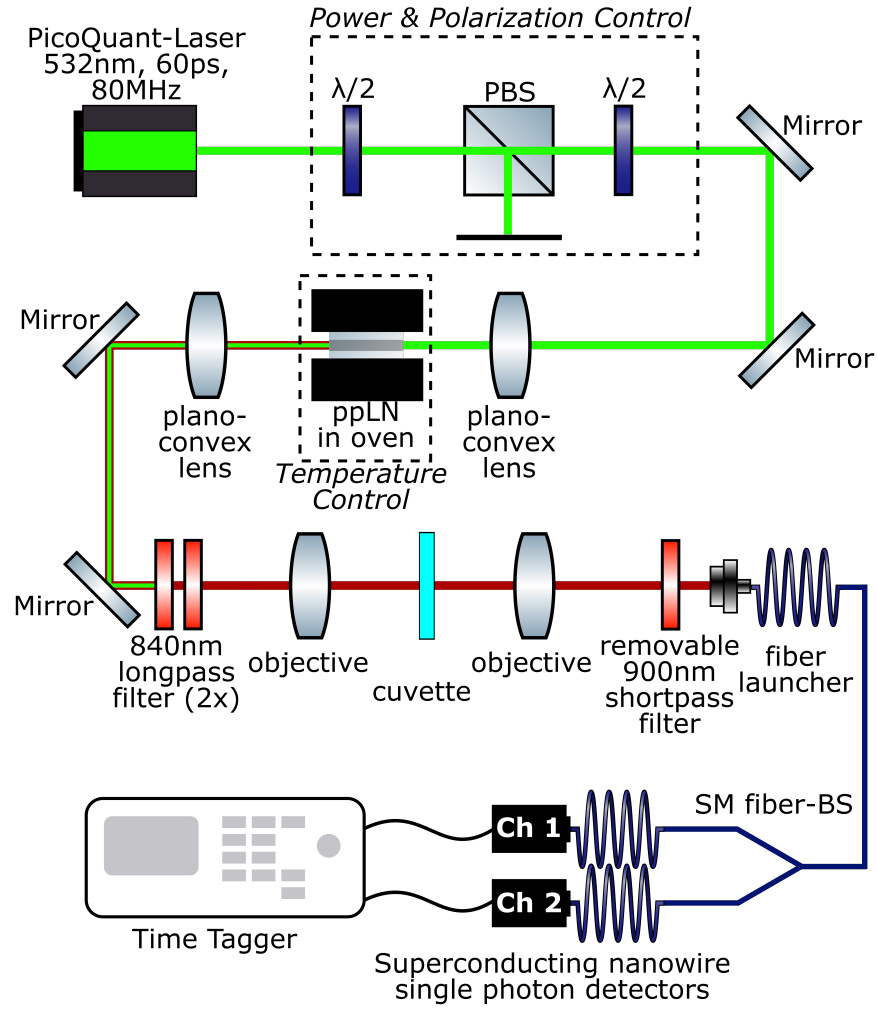 Power & Polarization Control
PicoQuant-Laser
532nm, 60ps,
80MHz
λ/2
PBS
λ/2
Mirror
Mirror
plano-
convex
lens
ppLN
in oven
Temperature
Control
plano-
convex
lens
Mirror
Mirror
840nm
longpass
filter (2x)
objective
cuvette
objective
removable
900nm
shortpass
filter
fiber
launcher
SM fiber-BS
Ch 1
Ch 2
Time Tagger
Superconducting nanowire
single photon detectors